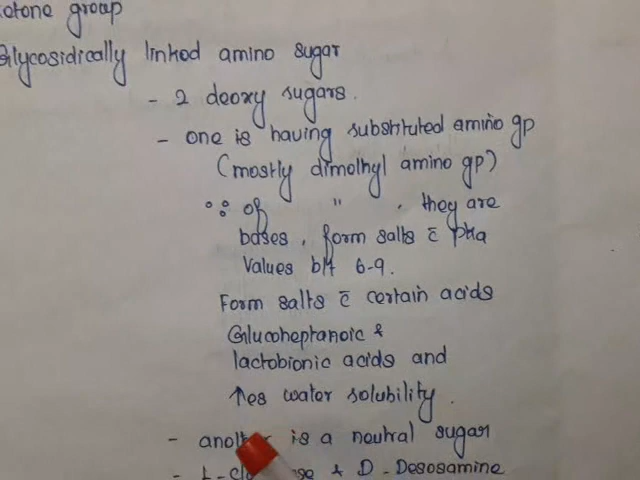 ketone group
Glycosidically linked amino sugar
- 2 deoxy sugars.
- one is having substituted amino gp
(mostly dimethyl amino gp)
∵ of " , they are
bases, form salts c̄ pka
values b/t 6-9.
Form salts c̄ certain acids
Glucoheptanoic &
lactobionic acids and
↑es water solubility.
- another is a neutral sugar
- & D-Desosamine